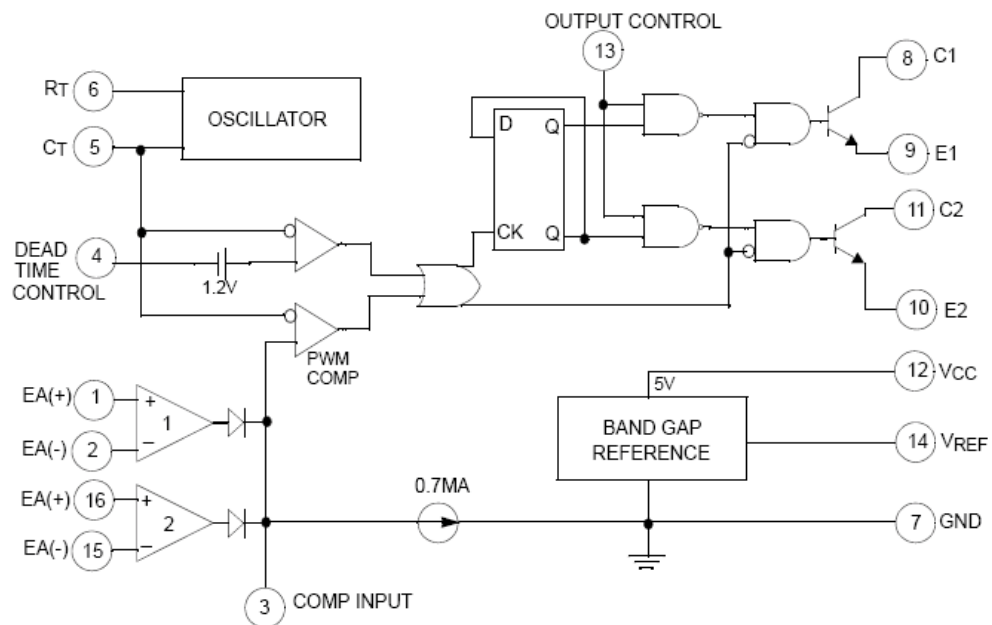 OUTPUT CONTROL
13
8 C1
RT 6
OSCILLATOR
D Q
CT 5
9 E1
11 C2
CK Q
DEAD TIME CONTROL 4
1.2V
10 E2
PWM COMP
12 VCC
5V
EA(+) 1
+
1
BAND GAP REFERENCE
EA(-) 2
−
14 VREF
EA(+) 16
+
0.7MA
2
7 GND
EA(-) 15
−
3 COMP INPUT